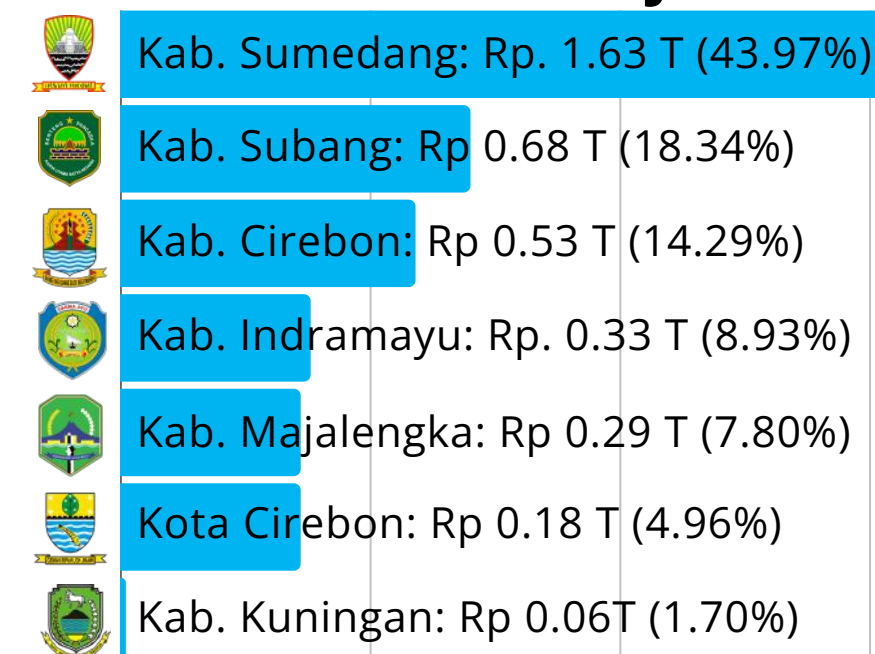 Kab. Sumedang: Rp. 1.63 T (43.97%)
Kab. Subang: Rp 0.68 T (18.34%)
Kab. Cirebon: Rp 0.53 T (14.29%)
Kab. Indramayu: Rp. 0.33 T (8.93%)
Kab. Majalengka: Rp 0.29 T (7.80%)
Kota Cirebon: Rp 0.18 T (4.96%)
Kab. Kuningan: Rp 0.06T (1.70%)